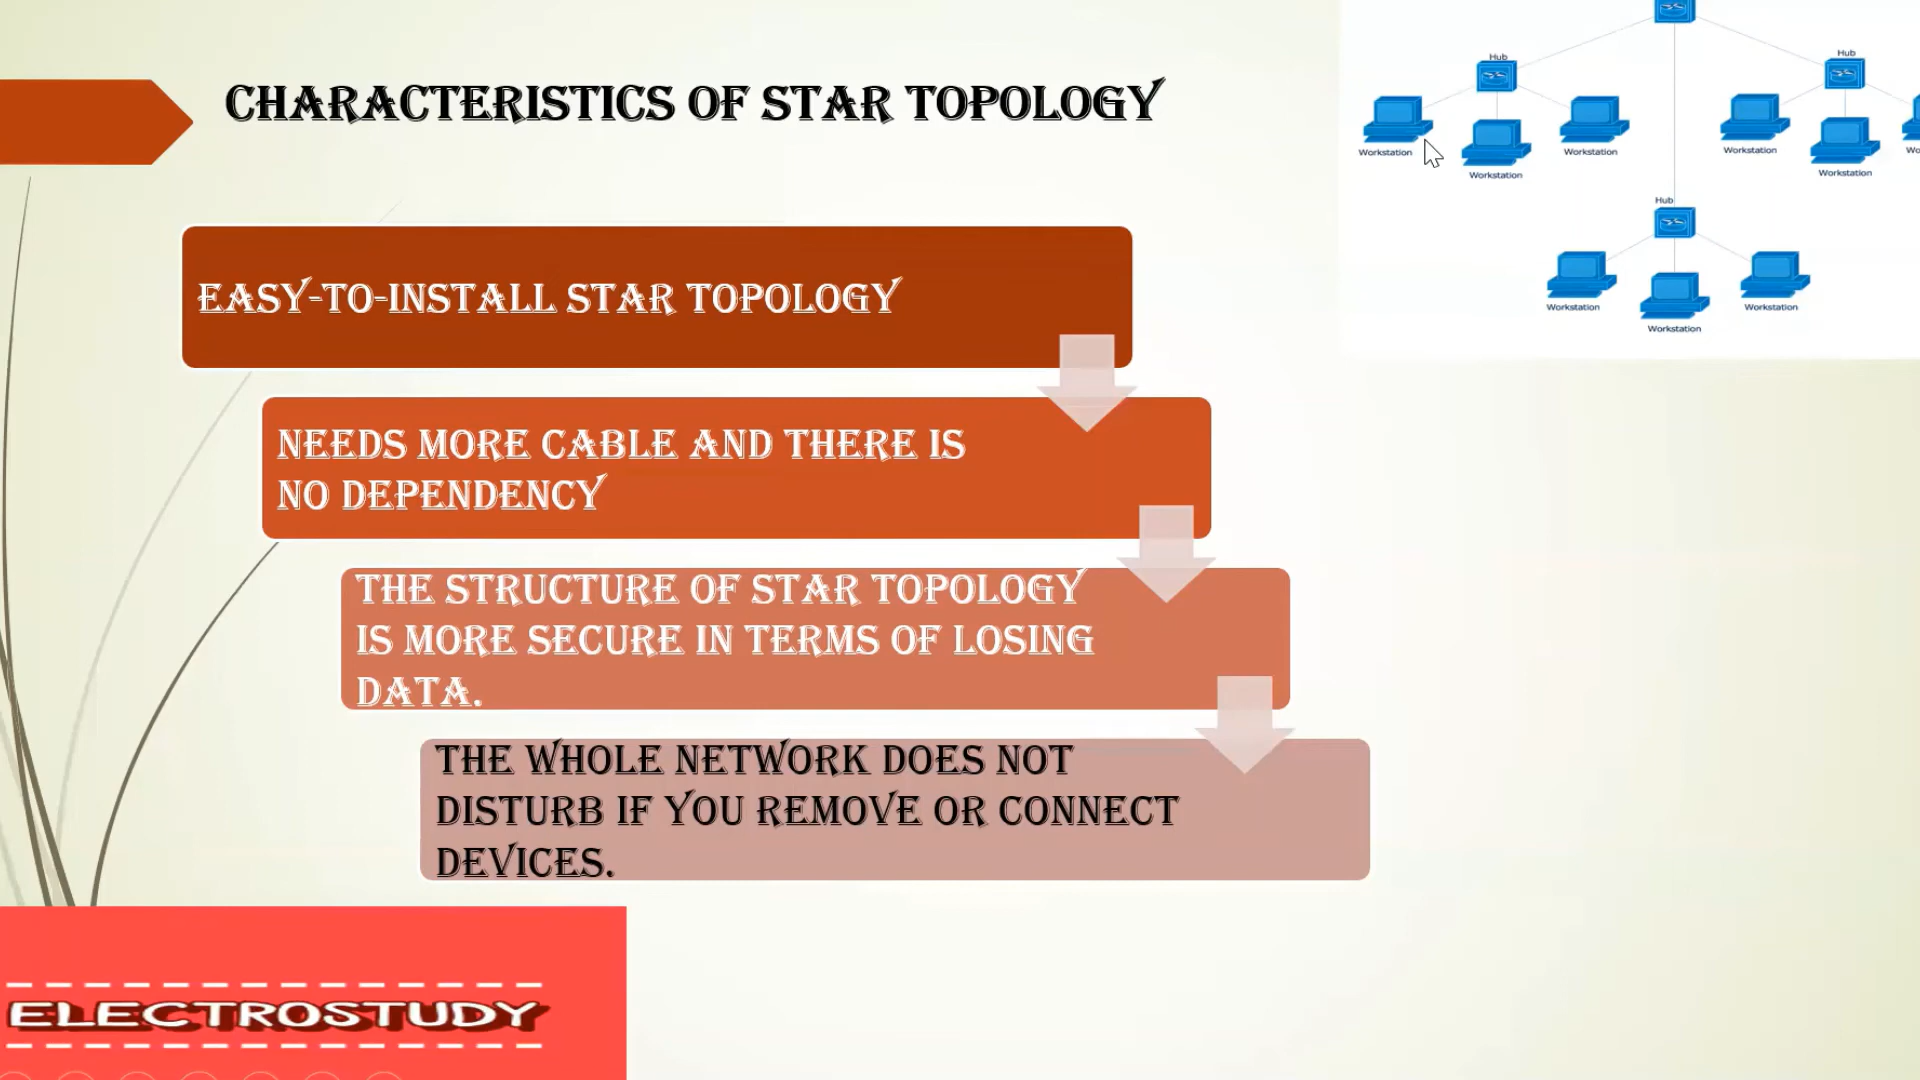 CHARACTERISTICS OF STAR TOPOLOGY
EASY-TO-INSTALL STAR TOPOLOGY
NEEDS MORE CABLE AND THERE IS
NO DEPENDENCY
THE STRUCTURE OF STAR TOPOLOGY
IS MORE SECURE IN TERMS OF LOSING
DATA.
THE WHOLE NETWORK DOES NOT
DISTURB IF YOU REMOVE OR CONNECT
DEVICES.
Hub
Workstation
Workstation
Workstation
Hub
Workstation
Workstation
Wo
Hub
Workstation
Workstation
Workstation
ELECTROSTUDY